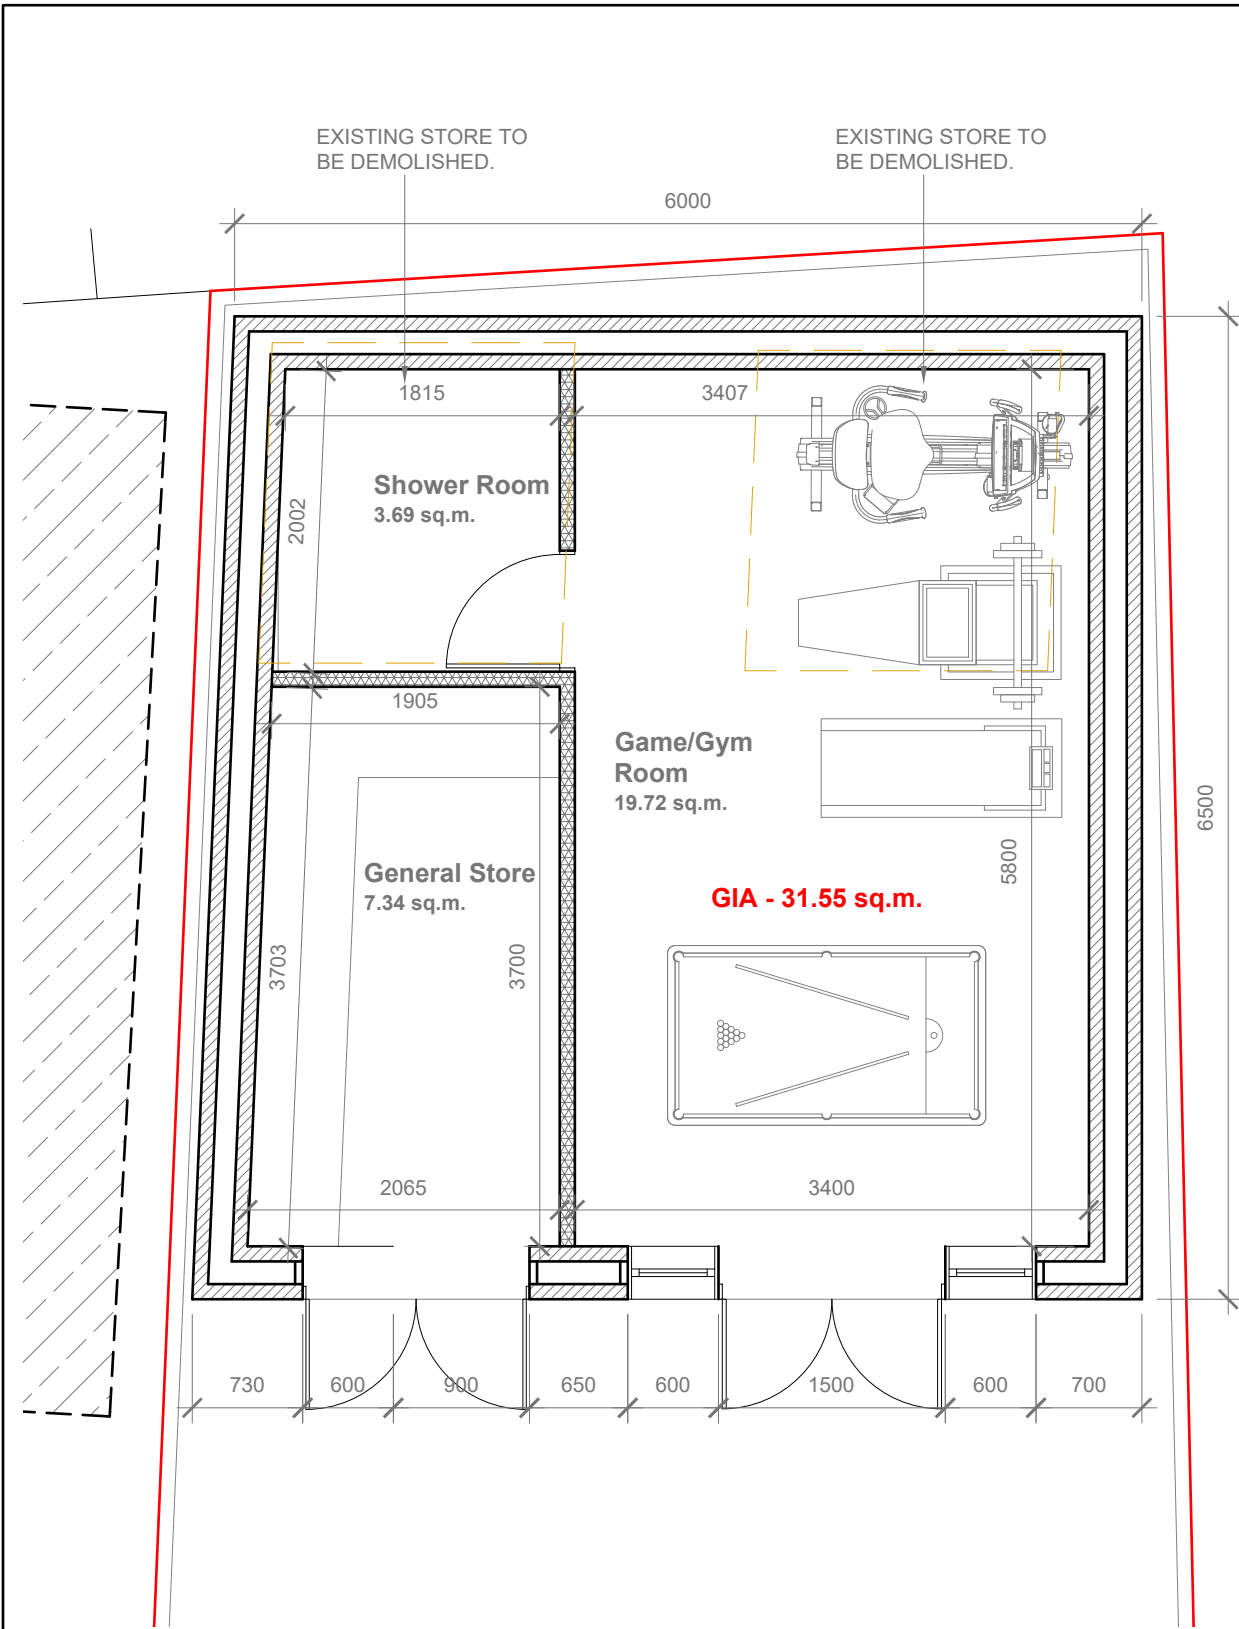 EXISTING STORE TO
BE DEMOLISHED.
EXISTING STORE TO
BE DEMOLISHED.
6000
1815
3407
Shower Room
3.69 sq.m.
2002
1905
Game/Gym
Room
19.72 sq.m.
6500
5800
General Store
7.34 sq.m.
GIA - 31.55 sq.m.
3703
3700
2065
3400
730
600
900
650
600
1500
600
700